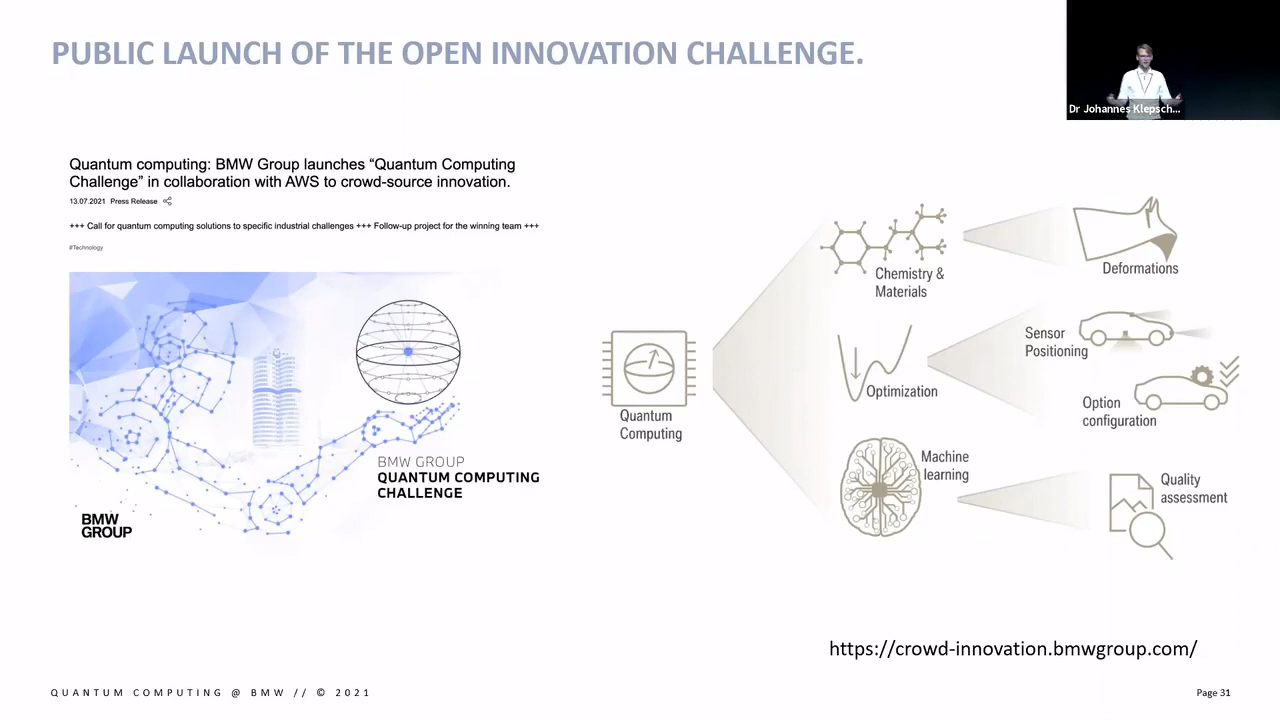 PUBLIC LAUNCH OF THE OPEN INNOVATION CHALLENGE.
Dr Johannes Klepsch...
Quantum computing: BMW Group launches “Quantum Computing
Challenge” in collaboration with AWS to crowd-source innovation.
13.07.2021 Press Release
+++ Call for quantum computing solutions to specific industrial challenges +++ Follow-up project for the winning team +++
#Technology
BMW GROUP
QUANTUM COMPUTING
CHALLENGE
BMW
GROUP
Quantum
Computing
Chemistry &
Materials
Optimization
Machine
learning
Deformations
Sensor
Positioning
Option
configuration
Quality
assessment
https://crowd-innovation.bmwgroup.com/
QUANTUM COMPUTING @ BMW // © 2021
Page 31